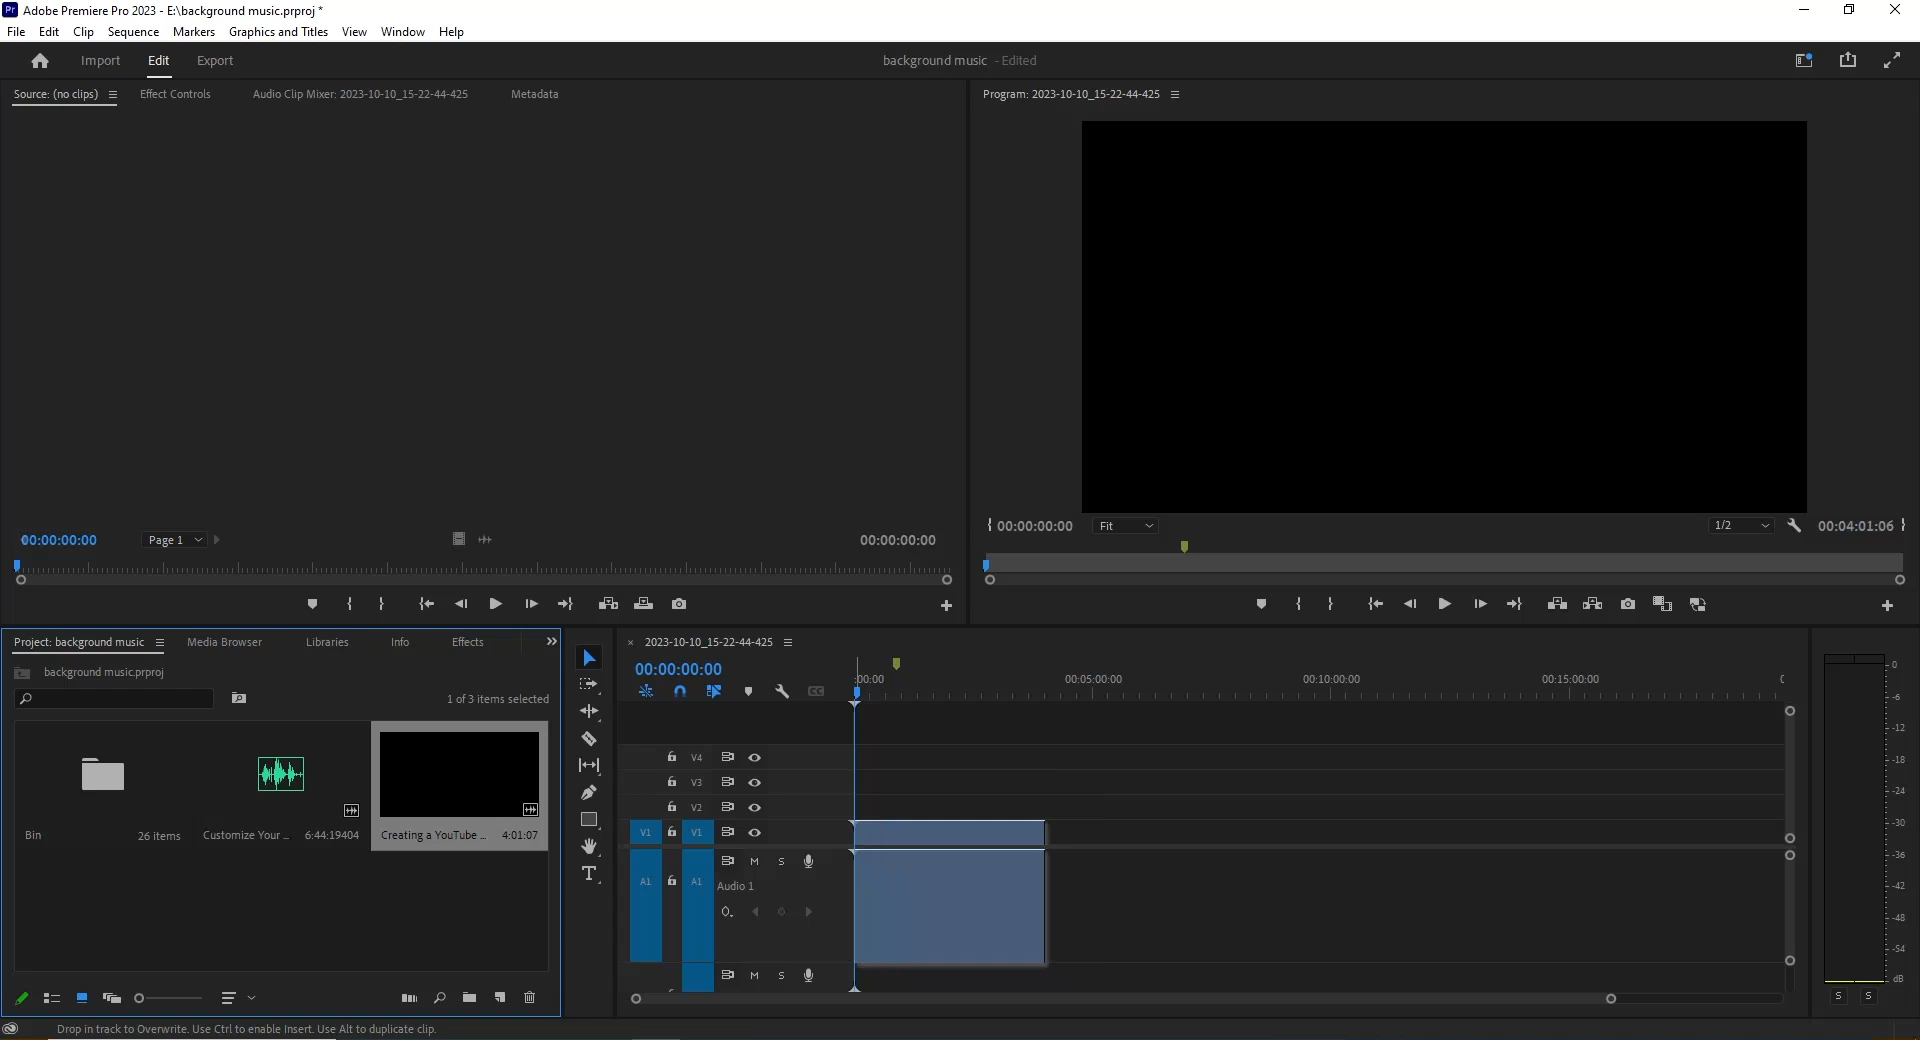 Pr Adobe Premiere Pro 2023 - E:\background music.prproj *
File Edit Clip Sequence Markers Graphics and Titles View Window Help
Import Edit Export background music - Edited
Source: (no clips) Effect Controls Audio Clip Mixer: 2023-10-10_15-22-44-425 Metadata
Program: 2023-10-10_15-22-44-425
00:00:00:00 Page 1 00:00:00:00
00:00:00:00 Fit 1/2 00:04:01:06
Project: background music Media Browser Libraries Info Effects
background music.prproj
1 of 3 items selected
Bin 26 items
Customize Your ... 6:44:19404
Creating a YouTube ... 4:01:07
T
× 2023-10-10_15-22-44-425
00:00:00:00
:00:00 00:05:00:00 00:10:00:00 00:15:00:00 0
CC
V4
V3
V2
V1 V1
M S
A1 A1
Audio 1
M S
0
-6
-12
-18
-24
-30
-36
-42
-48
-54
dB
S S
Drop in track to Overwrite. Use Ctrl to enable Insert. Use Alt to duplicate clip.